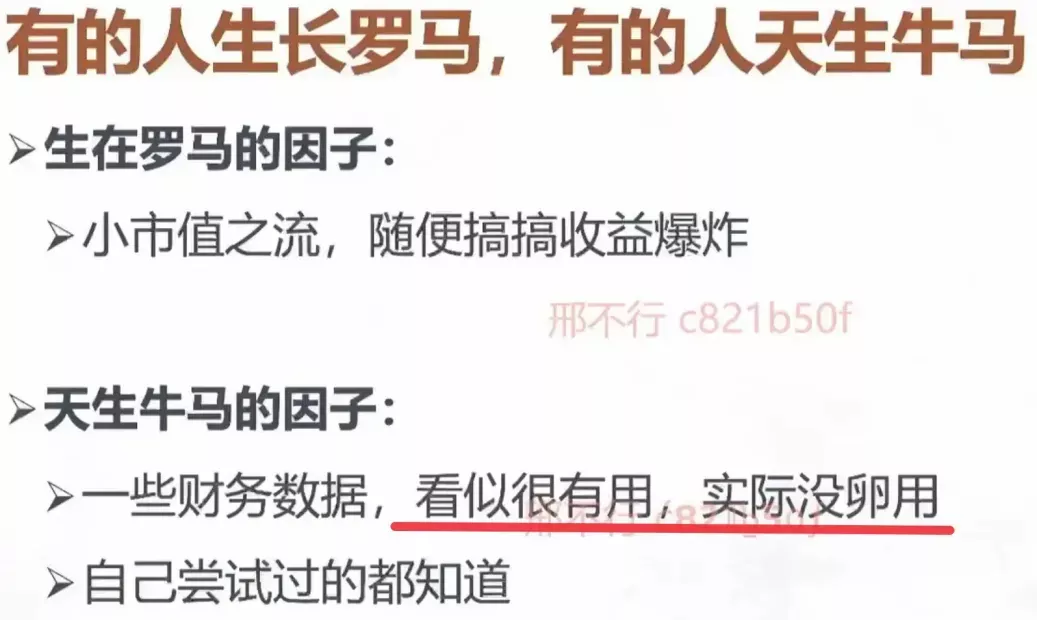 有的人生长罗马，有的人天生牛马
➢生在罗马的因子：
➢小市值之流，随便搞搞收益爆炸
邢不行 c821b50f
➢天生牛马的因子：
➢一些财务数据，看似很有用，实际没卵用
邢不行 c821b50f
➢自己尝试过的都知道